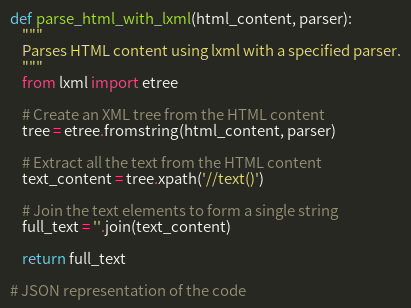 def parse_html_with_lxml(html_content, parser):
    """
    Parses HTML content using lxml with a specified parser.
    """
    from lxml import etree

    # Create an XML tree from the HTML content
    tree = etree.fromstring(html_content, parser)

    # Extract all the text from the HTML content
    text_content = tree.xpath('//text()')

    # Join the text elements to form a single string
    full_text = ''.join(text_content)

    return full_text

# JSON representation of the code